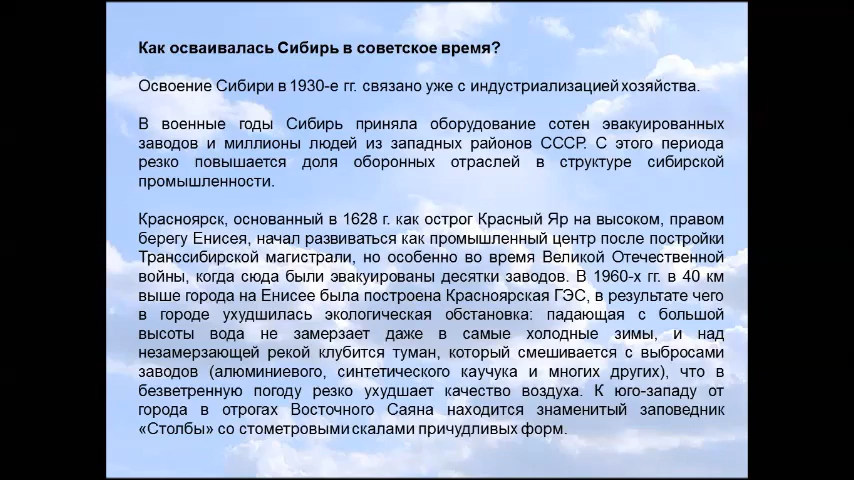 Как осваивалась Сибирь в советское время?
Освоение Сибири в 1930-е гг. связано уже с индустриализацией хозяйства.
В военные годы Сибирь приняла оборудование сотен эвакуированных
заводов и миллионы людей из западных районов СССР. С этого периода
резко повышается доля оборонных отраслей в структуре сибирской
промышленности.
Красноярск, основанный в 1628 г. как острог Красный Яр на высоком, правом
берегу Енисея, начал развиваться как промышленный центр после постройки
Транссибирской магистрали, но особенно во время Великой Отечественной
войны, когда сюда были эвакуированы десятки заводов. В 1960-х гг. в 40 км
выше города на Енисее была построена Красноярская ГЭС, в результате чего
в городе ухудшилась экологическая обстановка: падающая с большой
высоты вода не замерзает даже в самые холодные зимы, и над
незамерзающей рекой клубится туман, который смешивается с выбросами
заводов (алюминиевого, синтетического каучука и многих других), что в
безветренную погоду резко ухудшает качество воздуха. К юго-западу от
города в отрогах Восточного Саяна находится знаменитый заповедник
«Столбы» со стометровыми скалами причудливых форм.